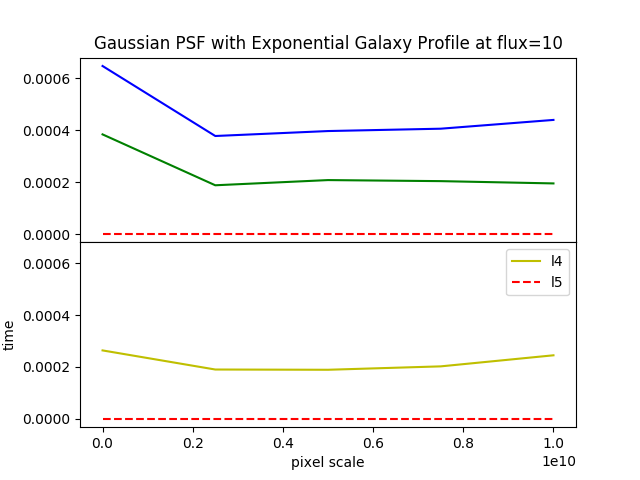 Gaussian PSF with Exponential Galaxy Profile at flux=10
0.0006
0.0004
0.0002
0.0000
0.0006
0.0004
0.0002
0.0000
time
l4
l5
0.0 0.2 0.4 0.6 0.8 1.0
1e10
pixel scale